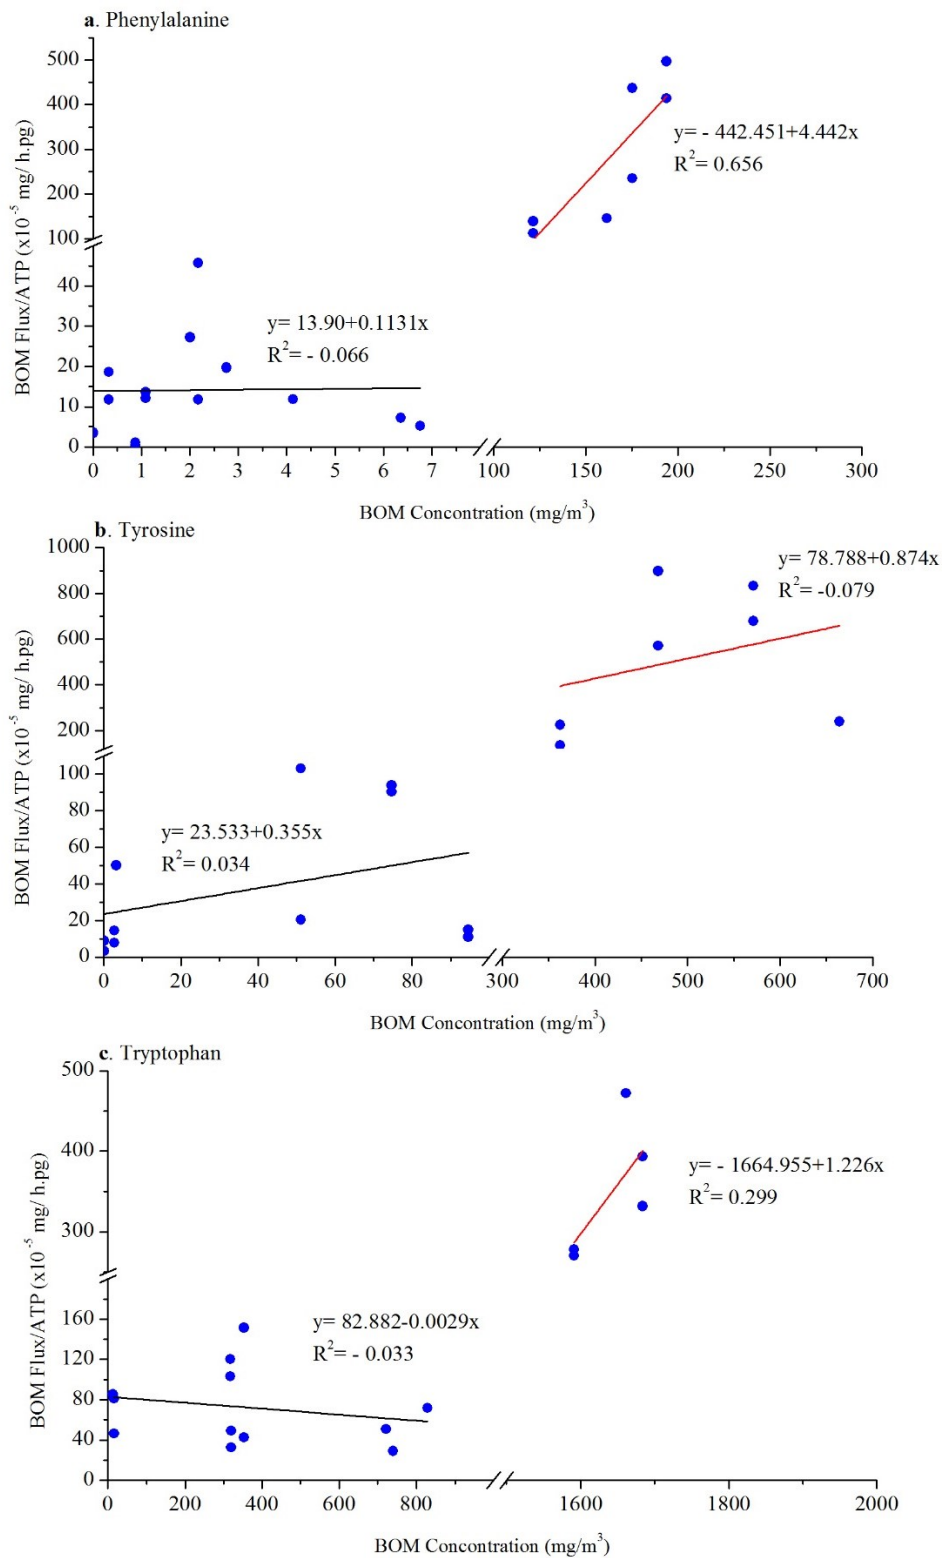 a. Phenylalanine
500
400
300
200
100
40
30
20
10
0
BOM Flux/ATP (x10⁻⁵ mg/ h.pg)
y= - 442.451+4.442x
R²= 0.656
y= 13.90+0.1131x
R²= - 0.066
0 1 2 3 4 5 6 7 100 150 200 250 300
BOM Concontration (mg/m³)
b. Tyrosine
1000
800
600
400
200
100
80
60
40
20
0
BOM Flux/ATP (x10⁻⁵ mg/ h.pg)
y= 78.788+0.874x
R²= -0.079
y= 23.533+0.355x
R²= 0.034
0 20 40 60 80 300 400 500 600 700
BOM Concontration (mg/m³)
c. Tryptophan
500
400
300
160
120
80
40
0
BOM Flux/ATP (x10⁻⁵ mg/ h.pg)
y= - 1664.955+1.226x
R²= 0.299
y= 82.882-0.0029x
R²= - 0.033
0 200 400 600 800 1600 1800 2000
BOM Concontration (mg/m³)